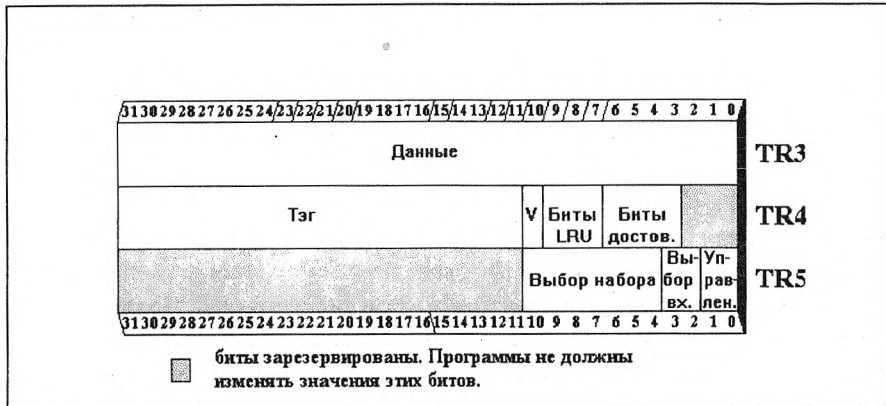 31 30 29 28 27 26 25 24/23/22/21/20/19 18 17 16/15/14 13/12/11/10/9/8/7/6 5 4 3 2 1 0
Данные
TR3
Тэг
V
Биты
LRU
Биты
достов.
TR4
Выбор набора
Вы-
бор
вх.
Уп-
рав-
лен.
TR5
31 30 29 28 27 26 25 24 23 22 21 20 19 18 17 16 15 14 13 12 11 10 9 8 7 6 5 4 3 2 1 0
биты зарезервированы. Программы не должны
изменять значения этих битов.